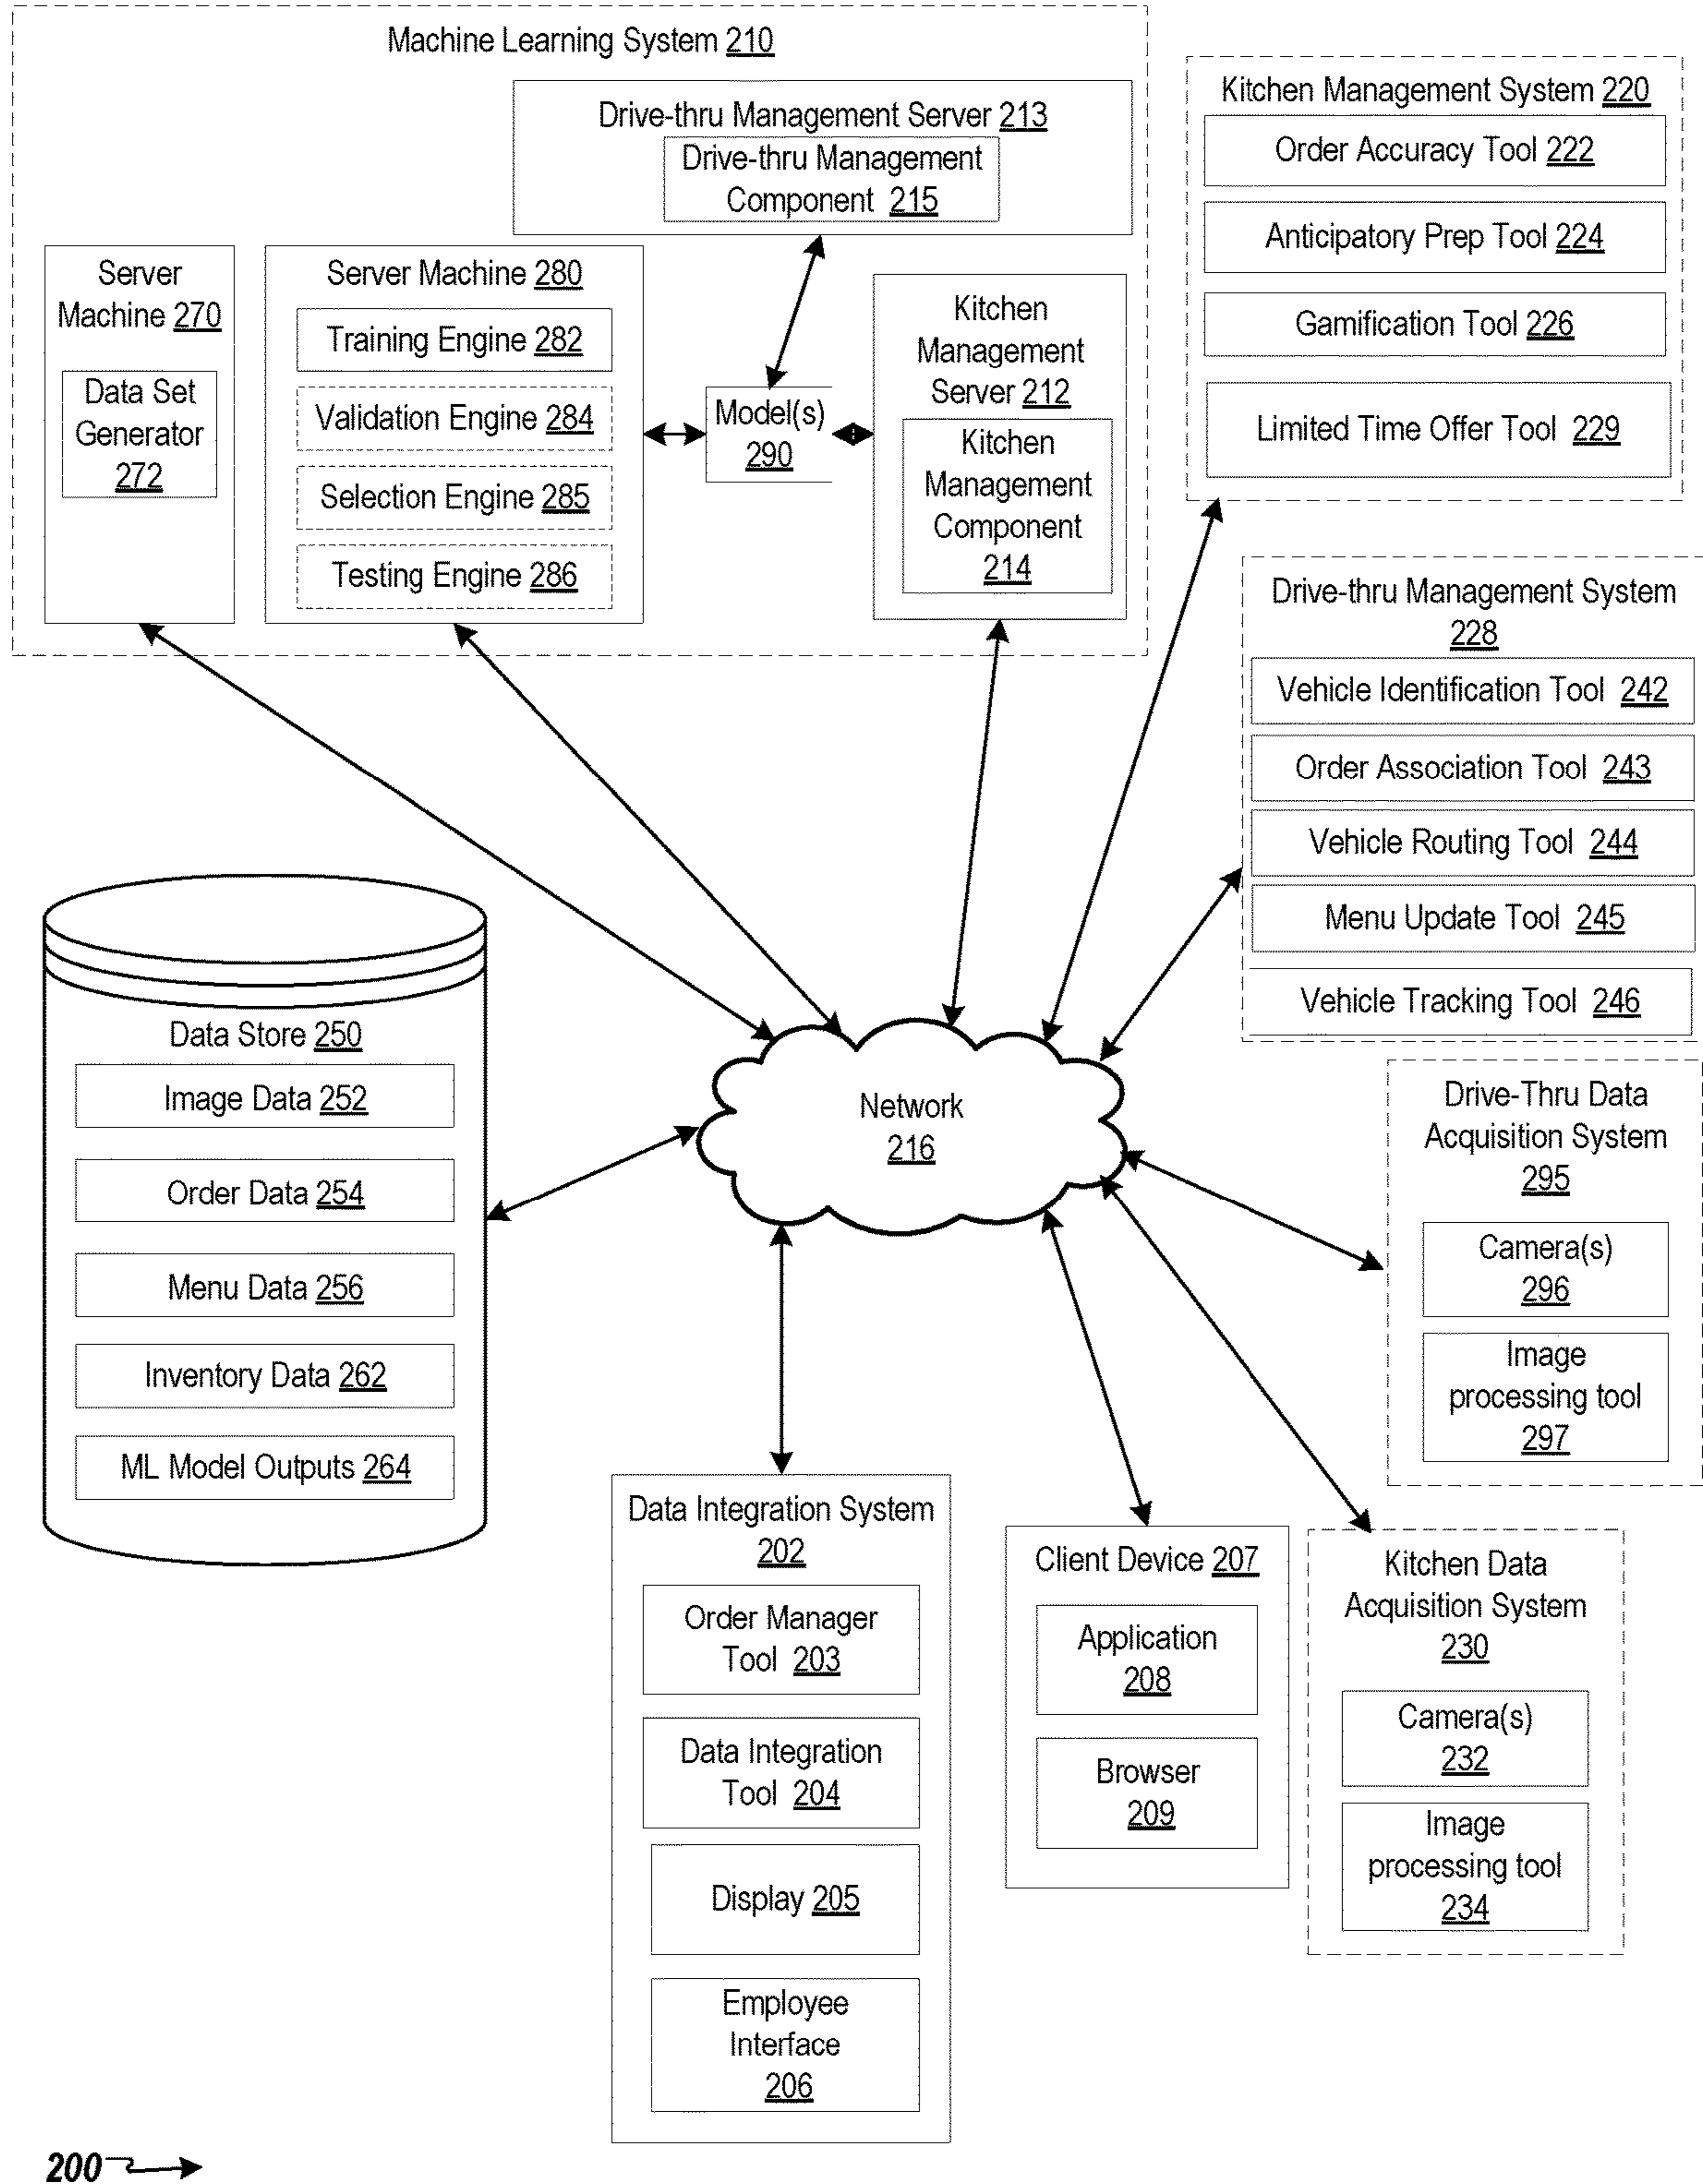 Machine Learning System 210
Drive-thru Management Server 213
Drive-thru Management
Component 215
Server
Machine 270
Data Set
Generator
272
Server Machine 280
Training Engine 282
Validation Engine 284
Selection Engine 285
Testing Engine 286
Model(s)
290
Kitchen
Management
Server 212
Kitchen
Management
Component
214
Kitchen Management System 220
Order Accuracy Tool 222
Anticipatory Prep Tool 224
Gamification Tool 226
Limited Time Offer Tool 229
Drive-thru Management System
228
Vehicle Identification Tool 242
Order Association Tool 243
Vehicle Routing Tool 244
Menu Update Tool 245
Vehicle Tracking Tool 246
Data Store 250
Image Data 252
Order Data 254
Menu Data 256
Inventory Data 262
ML Model Outputs 264
Network
216
Drive-Thru Data
Acquisition System
295
Camera(s)
296
Image
processing tool
297
Data Integration System
202
Order Manager
Tool 203
Data Integration
Tool 204
Display 205
Employee
Interface
206
Client Device 207
Application
208
Browser
209
Kitchen Data
Acquisition System
230
Camera(s)
232
Image
processing tool
234
200